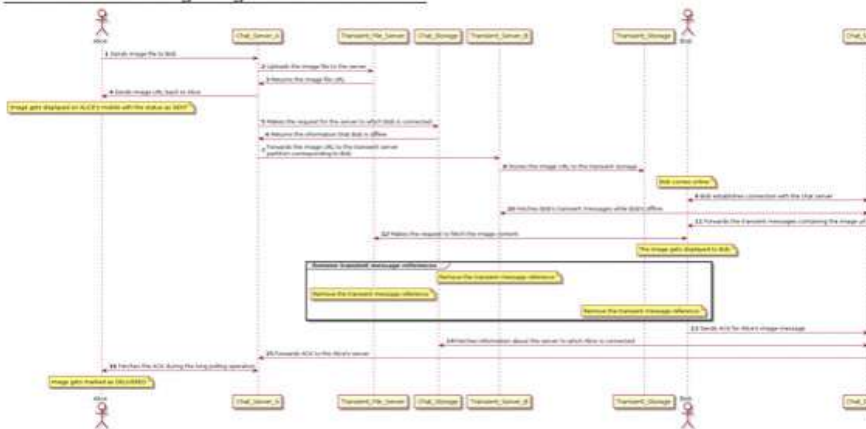 Alice
Chat_Server_A
Transient_File_Server
Chat_Storage
Transient_Server_B
Transient_Storage
Bob
1 Sends image file to Bob
2 Uploads the image file to the server
3 Returns the image file URL
4 Sends image URL back to Alice
Image gets displayed on ALICE's mobile with the status as SENT
5 Makes the request for the server to which Bob is connected
6 Returns the information that Bob is offline
7 Forwards the image URL to the transient server
partition corresponding to Bob
8 Stores the image URL to the transient storage
Bob comes online
9 Bob establishes connection with the chat server
10 Fetches Bob's transient messages while Bob's offline
11 Forwards the transient messages containing the image url
12 Makes the request to fetch the image content
The image gets displayed to Bob
Remove transient message references
Remove the transient message reference
Remove the transient message reference
Remove the transient message reference
13 Sends ACK for Alice's image message
14 Fetches information about the server to which Alice is connected
15 Forwards ACK to the Alice's server
16 Fetches the ACK during the long polling operation
Image gets marked as DELIVERED
Alice
Chat_Server_A
Transient_File_Server
Chat_Storage
Transient_Server_B
Transient_Storage
Bob